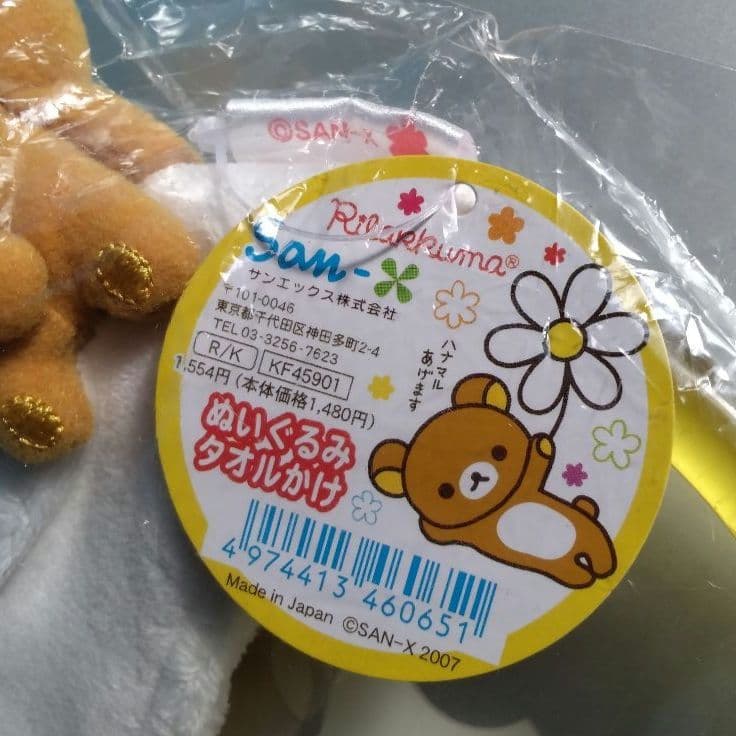 ©SAN-X
Rilakkuma®
San-X
サンエックス株式会社
〒101-0046
東京都千代田区神田多町2-4
TEL 03-3256-7623
R/K KF45901
1,554円(本体価格1,480円)
ハナマル
あげます
ぬいぐるみ
タオルかけ
4974413 460651
Made in Japan ©SAN-X 2007